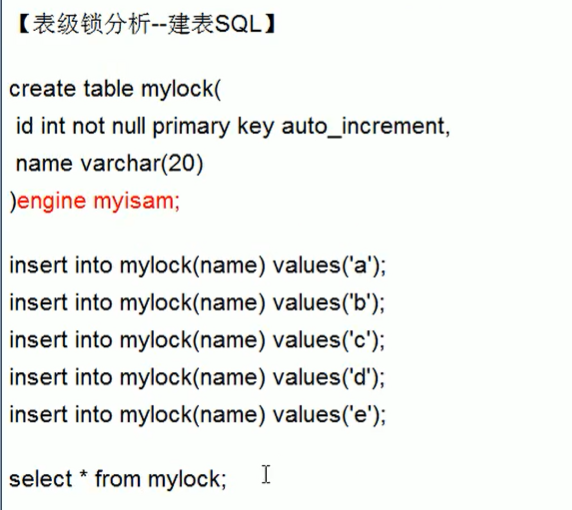 【表级锁分析--建表SQL】
create table mylock(
id int not null primary key auto_increment,
name varchar(20)
)engine myisam;
insert into mylock(name) values('a');
insert into mylock(name) values('b');
insert into mylock(name) values('c');
insert into mylock(name) values('d');
insert into mylock(name) values('e');
select * from mylock;